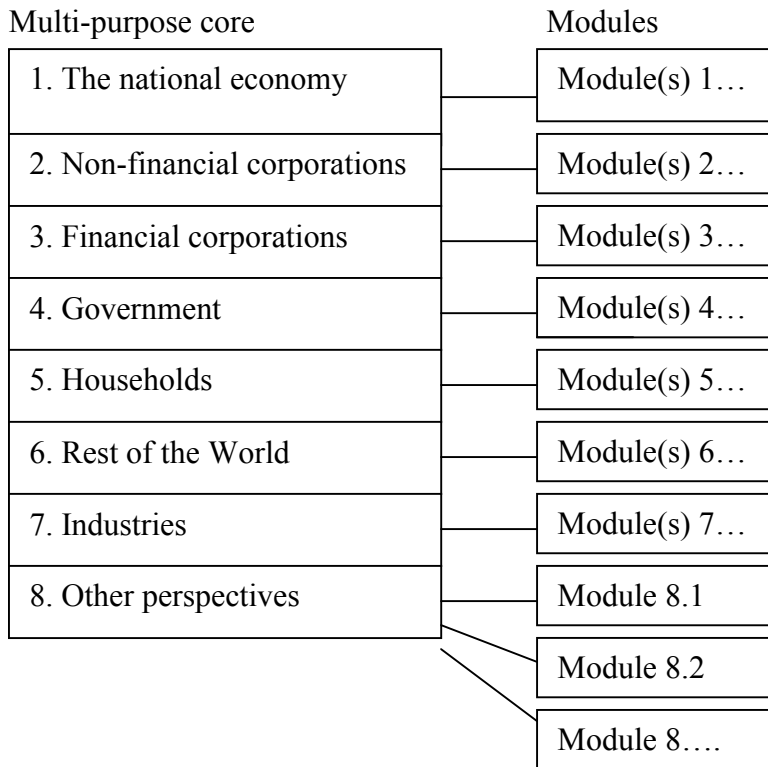 Multi-purpose core
Modules
1. The national economy
Module(s) 1…
2. Non-financial corporations
Module(s) 2…
3. Financial corporations
Module(s) 3…
4. Government
Module(s) 4…
5. Households
Module(s) 5…
6. Rest of the World
Module(s) 6…
7. Industries
Module(s) 7…
8. Other perspectives
Module 8.1
Module 8.2
Module 8….